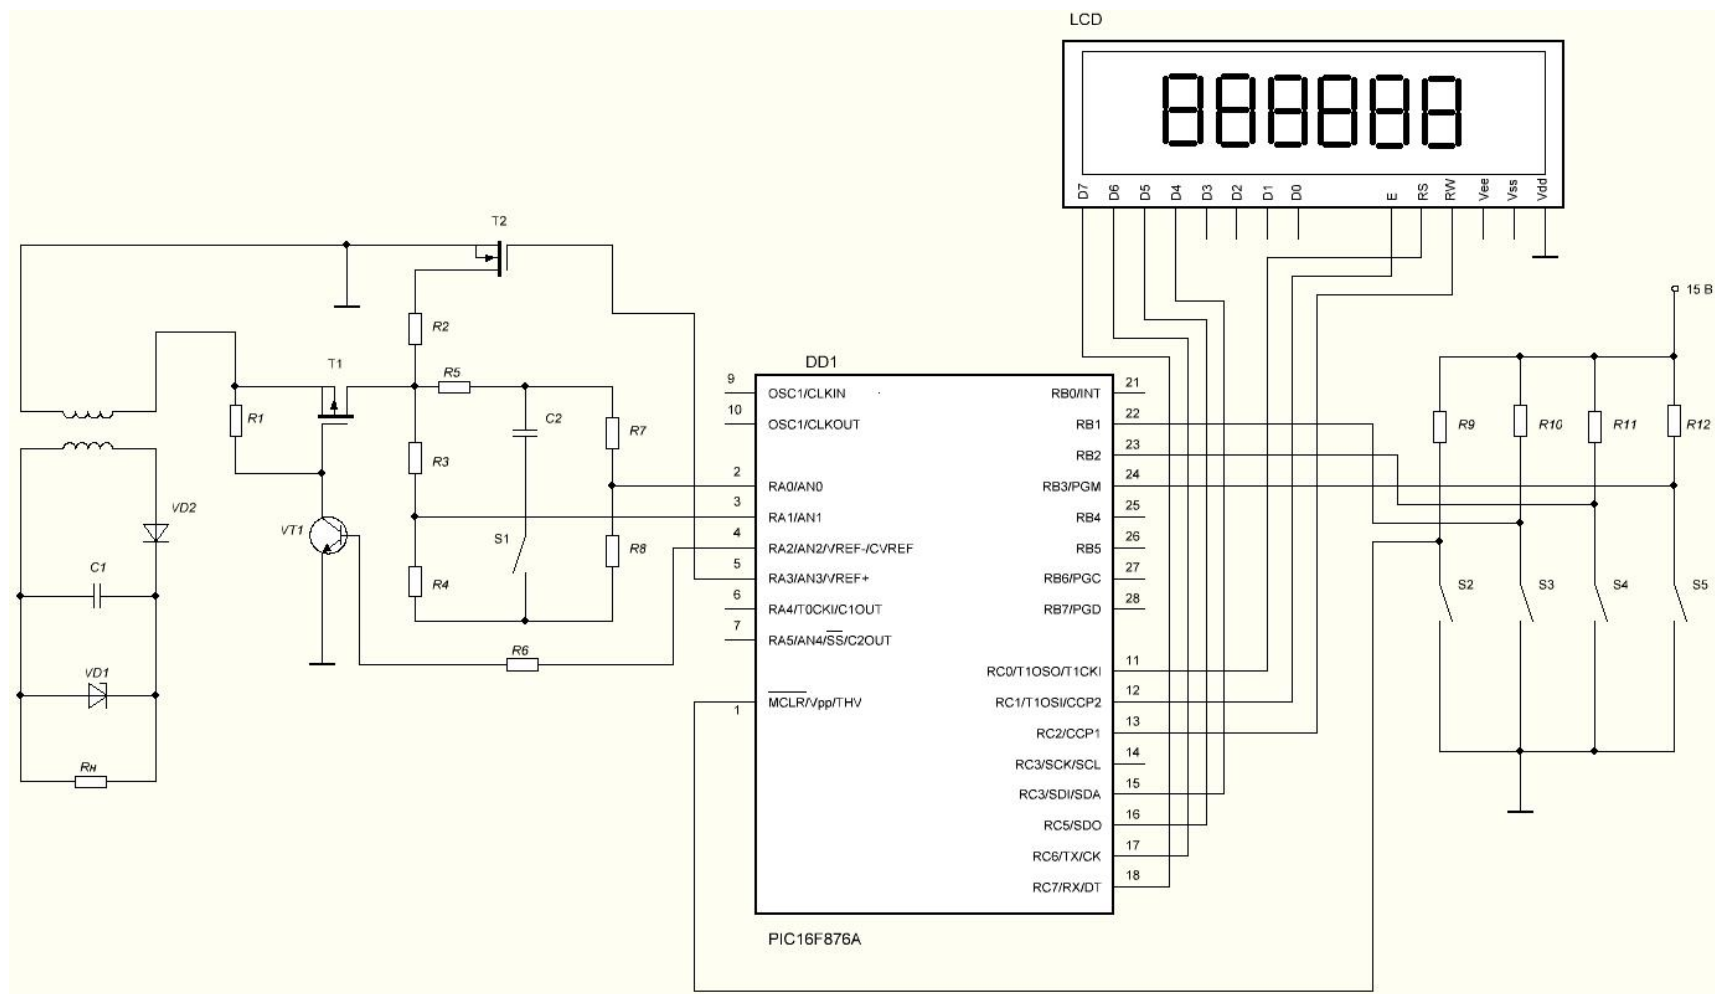 LCD
D7 D6 D5 D4 D3 D2 D1 D0 E RS RW Vee Vss Vdd
T2
15 В
R2
T1
R5
R1
C2
R7
R3
VD2
VT1
S1
R8
C1
R4
R6
VD1
Rн
DD1
9 OSC1/CLKIN
10 OSC1/CLKOUT
2 RA0/AN0
3 RA1/AN1
4 RA2/AN2/VREF-/CVREF
5 RA3/AN3/VREF+
6 RA4/T0CKI/C1OUT
7 RA5/AN4/SS/C2OUT
1 MCLR/Vpp/THV
RB0/INT 21
RB1 22
RB2 23
RB3/PGM 24
RB4 25
RB5 26
RB6/PGC 27
RB7/PGD 28
RC0/T1OSO/T1CKI 11
RC1/T1OSI/CCP2 12
RC2/CCP1 13
RC3/SCK/SCL 14
RC3/SDI/SDA 15
RC5/SDO 16
RC6/TX/CK 17
RC7/RX/DT 18
PIC16F876A
R9 R10 R11 R12
S2 S3 S4 S5